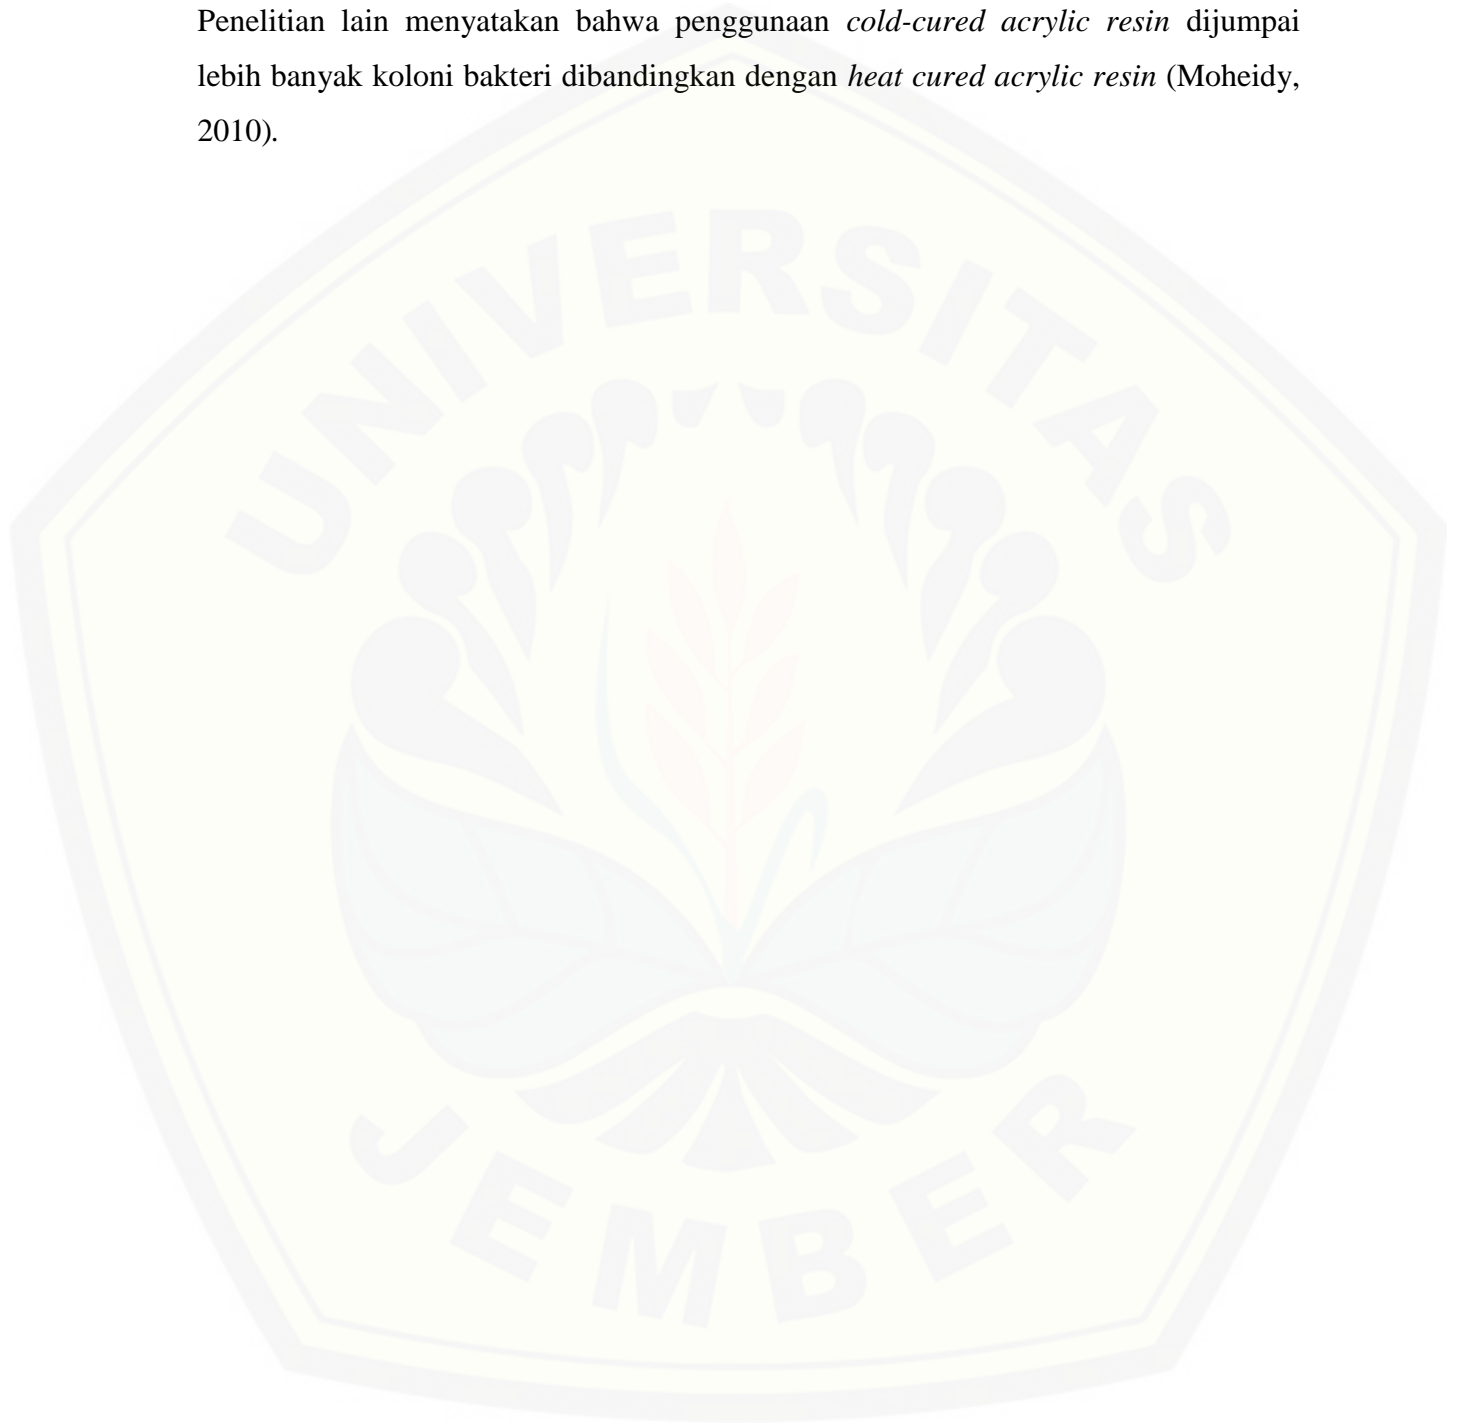 Penelitian lain menyatakan bahwa penggunaan cold-cured acrylic resin dijumpai
lebih banyak koloni bakteri dibandingkan dengan heat cured acrylic resin (Moheidy,
2010).
UNIVERSITAS
JEMBER